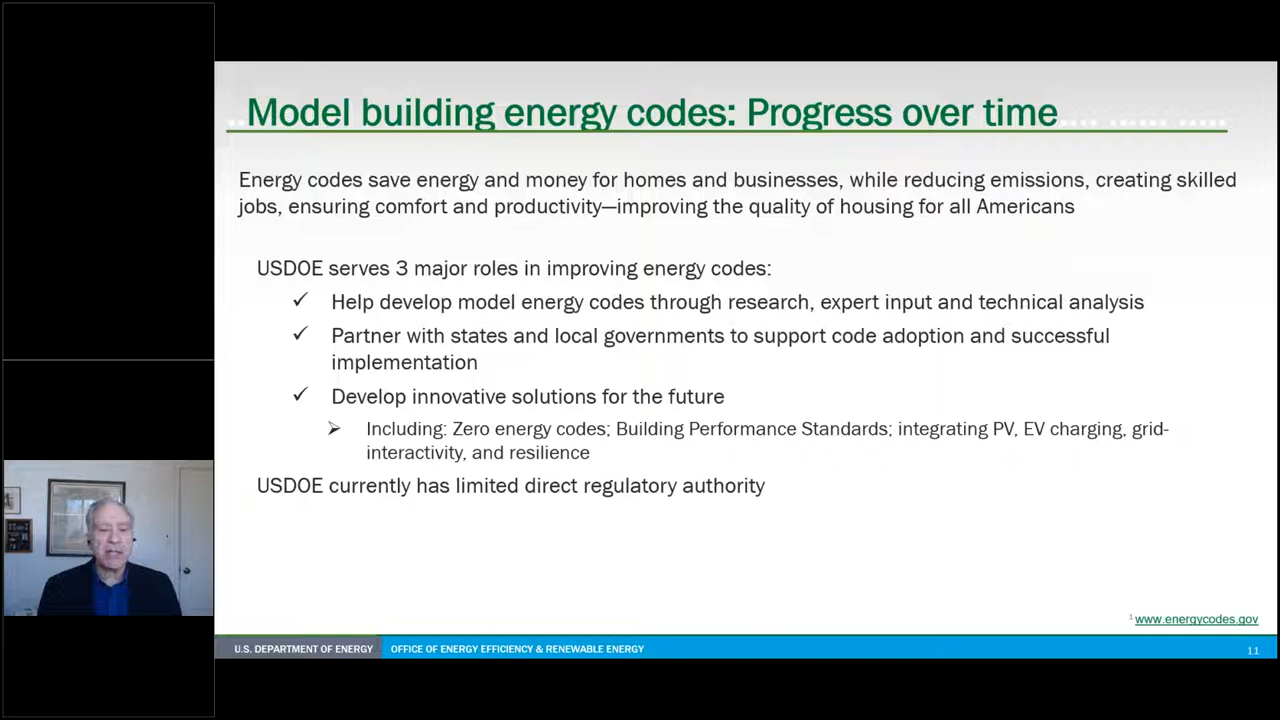 Model building energy codes: Progress over time
Energy codes save energy and money for homes and businesses, while reducing emissions, creating skilled
jobs, ensuring comfort and productivity—improving the quality of housing for all Americans
USDOE serves 3 major roles in improving energy codes:
✓ Help develop model energy codes through research, expert input and technical analysis
✓ Partner with states and local governments to support code adoption and successful
implementation
✓ Develop innovative solutions for the future
➢ Including: Zero energy codes; Building Performance Standards; integrating PV, EV charging, grid-
interactivity, and resilience
USDOE currently has limited direct regulatory authority
1 www.energycodes.gov
U.S. DEPARTMENT OF ENERGY OFFICE OF ENERGY EFFICIENCY & RENEWABLE ENERGY 11